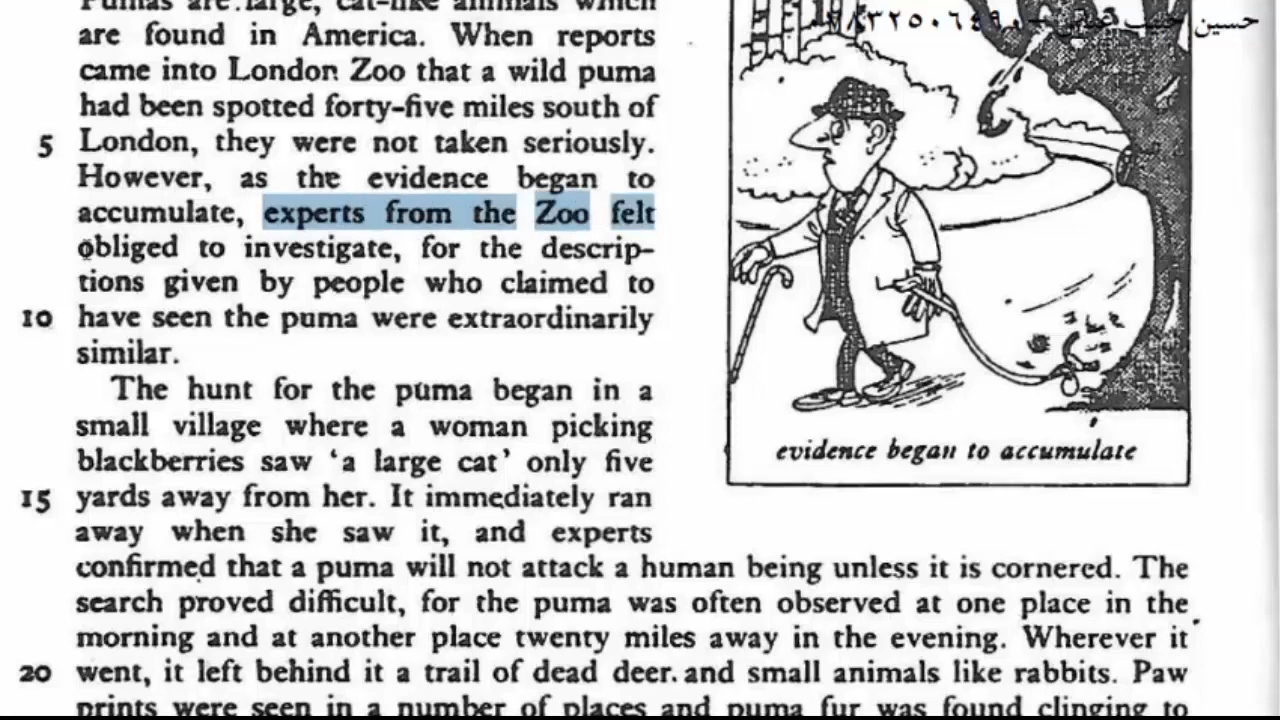 Pumas are large, cat-like animals which
are found in America. When reports
came into London Zoo that a wild puma
had been spotted forty-five miles south of
5 London, they were not taken seriously.
However, as the evidence began to
accumulate, experts from the Zoo felt
obliged to investigate, for the descrip-
tions given by people who claimed to
10 have seen the puma were extraordinarily
similar.
The hunt for the puma began in a
small village where a woman picking
blackberries saw 'a large cat' only five
15 yards away from her. It immediately ran
away when she saw it, and experts
confirmed that a puma will not attack a human being unless it is cornered. The
search proved difficult, for the puma was often observed at one place in the
morning and at another place twenty miles away in the evening. Wherever it
20 went, it left behind it a trail of dead deer and small animals like rabbits. Paw
prints were seen in a number of places and puma fur was found clinging to
حسين حبيب
evidence began to accumulate